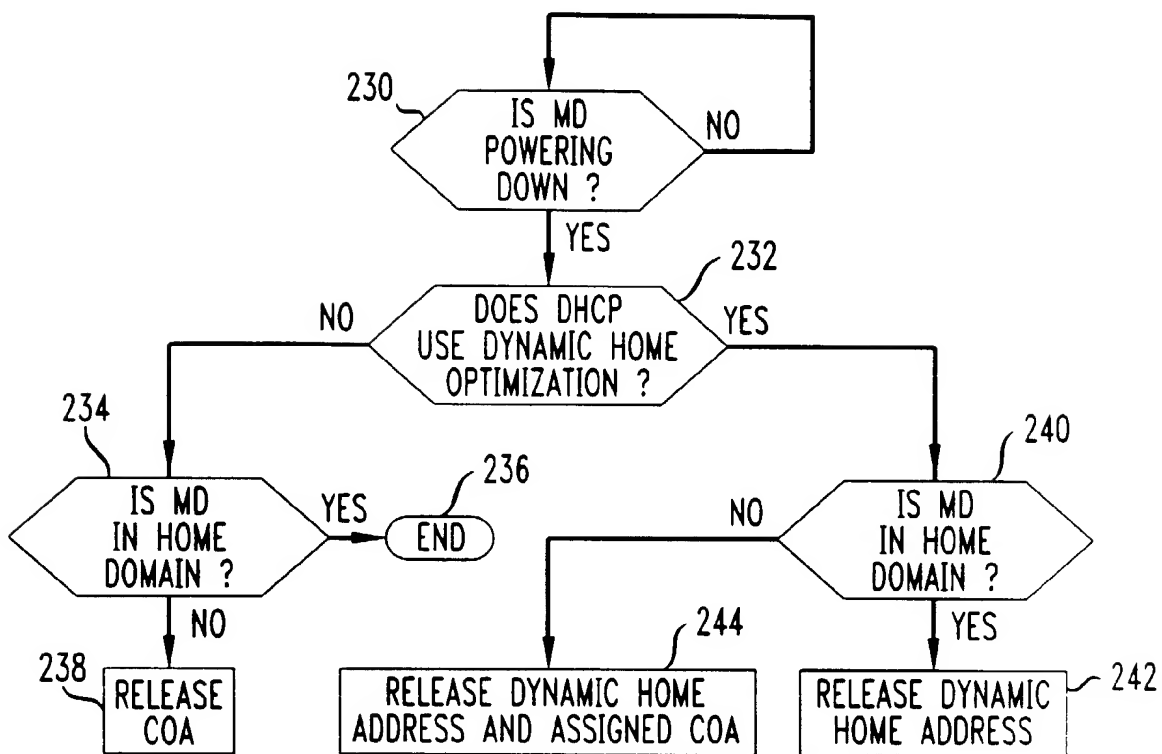 230
IS MD
POWERING
DOWN ?
NO
YES
232
DOES DHCP
USE DYNAMIC HOME
OPTIMIZATION ?
NO
YES
234
IS MD
IN HOME
DOMAIN ?
YES
236
END
NO
238
RELEASE
COA
240
IS MD
IN HOME
DOMAIN ?
NO
YES
244
RELEASE DYNAMIC HOME
ADDRESS AND ASSIGNED COA
RELEASE DYNAMIC
HOME ADDRESS
242